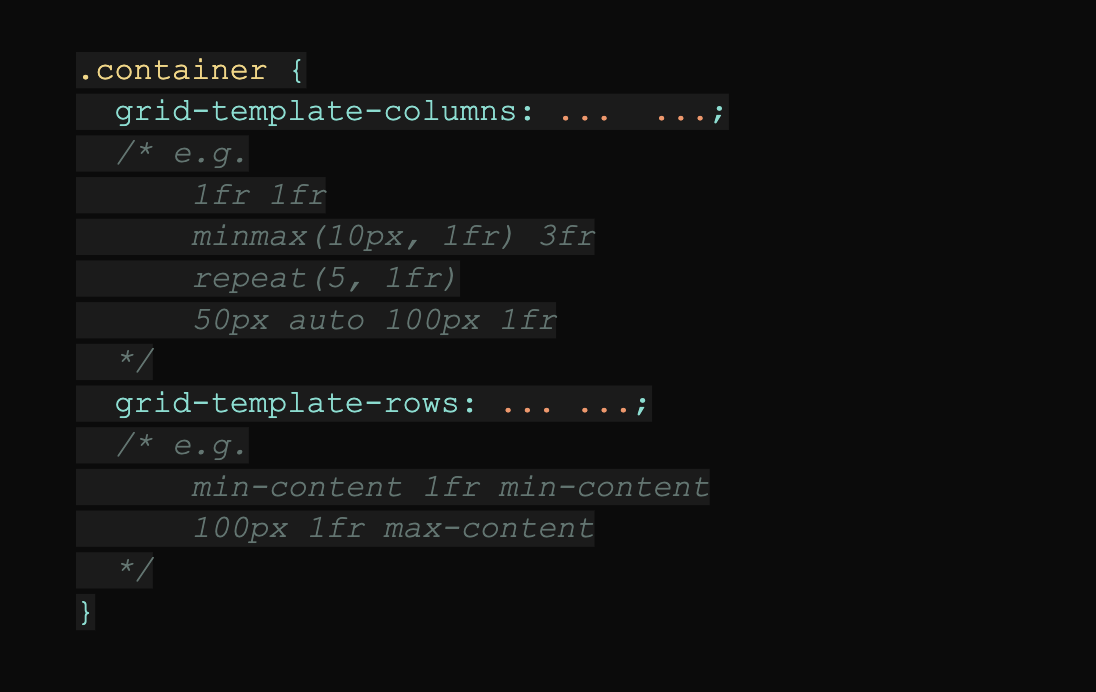 .container {
  grid-template-columns: ...  ...;
  /* e.g.
      1fr 1fr
      minmax(10px, 1fr) 3fr
      repeat(5, 1fr)
      50px auto 100px 1fr
  */
  grid-template-rows: ... ...;
  /* e.g.
      min-content 1fr min-content
      100px 1fr max-content
  */
}